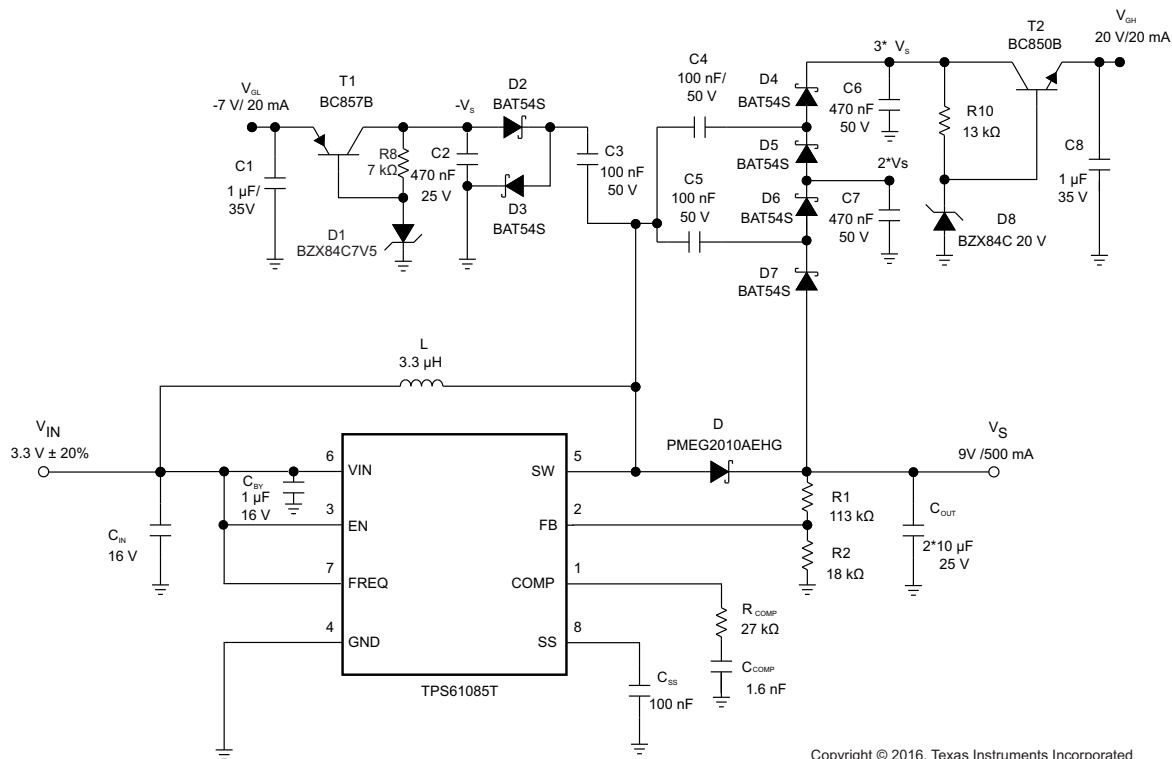 V_GL
-7 V/ 20 mA
T1
BC857B
C1
1 µF/
35V
R8
7 kΩ
D1
BZX84C7V5
-V_S
C2
470 nF
25 V
D2
BAT54S
D3
BAT54S
C3
100 nF
50 V
C4
100 nF/
50 V
C5
100 nF
50 V
D4
BAT54S
D5
BAT54S
D6
BAT54S
D7
BAT54S
3* V_S
C6
470 nF
50 V
2*Vs
C7
470 nF
50 V
R10
13 kΩ
D8
BZX84C 20 V
T2
BC850B
V_GH
20 V/20 mA
C8
1 µF
35 V
L
3.3 µH
V_IN
3.3 V ± 20%
C_IN
16 V
C_BY
1 µF
16 V
6
VIN
3
EN
7
FREQ
4
GND
5
SW
2
FB
1
COMP
8
SS
TPS61085T
D
PMEG2010AEHG
V_S
9V /500 mA
R1
113 kΩ
R2
18 kΩ
C_OUT
2*10 µF
25 V
R_COMP
27 kΩ
C_COMP
1.6 nF
C_SS
100 nF
Copyright © 2016, Texas Instruments Incorporated